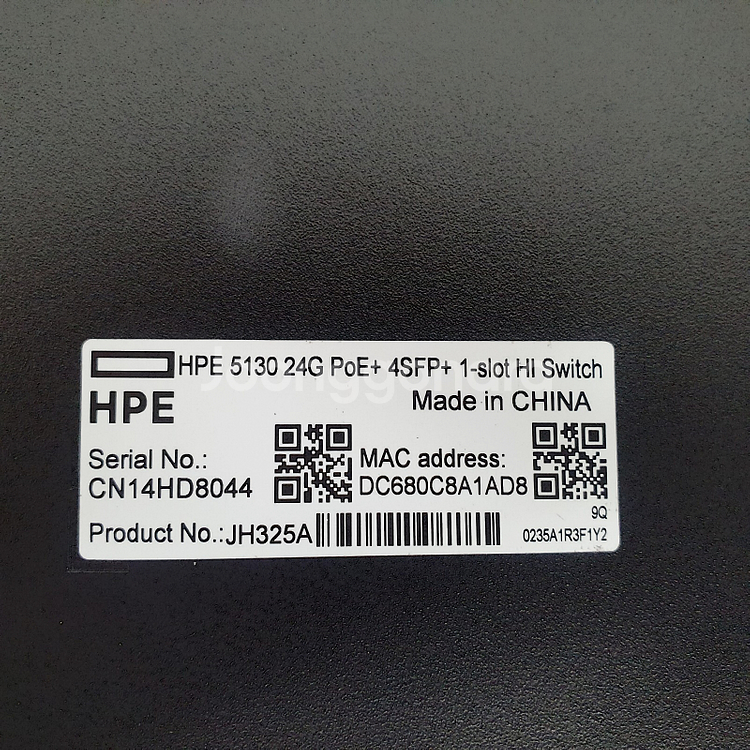 HPE 5130 24G PoE+ 4SFP+ 1-slot HI Switch
HPE
Made in CHINA
Serial No.:
CN14HD8044
MAC address:
DC680C8A1AD8
9Q
Product No.:JH325A
0235A1R3F1Y2
Joonggonara